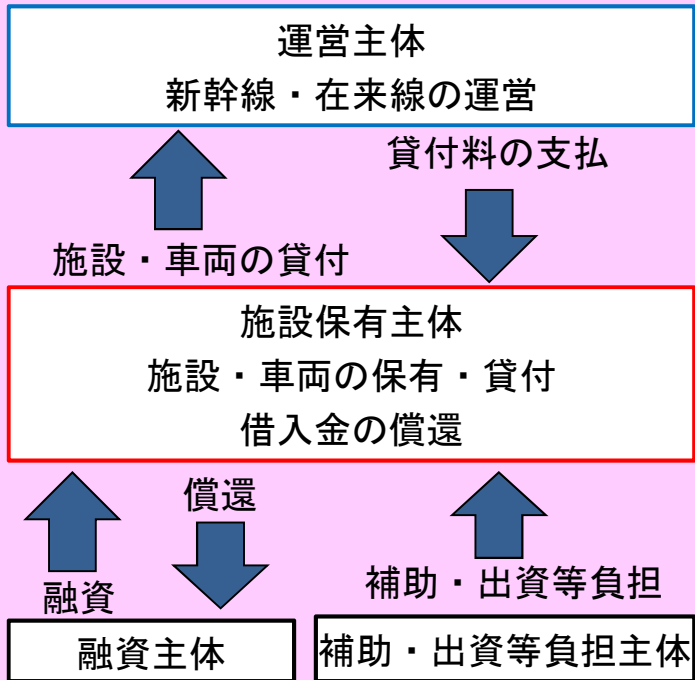 運営主体
新幹線・在来線の運営
貸付料の支払
施設・車両の貸付
施設保有主体
施設・車両の保有・貸付
借入金の償還
償還
融資
補助・出資等負担
融資主体
補助・出資等負担主体